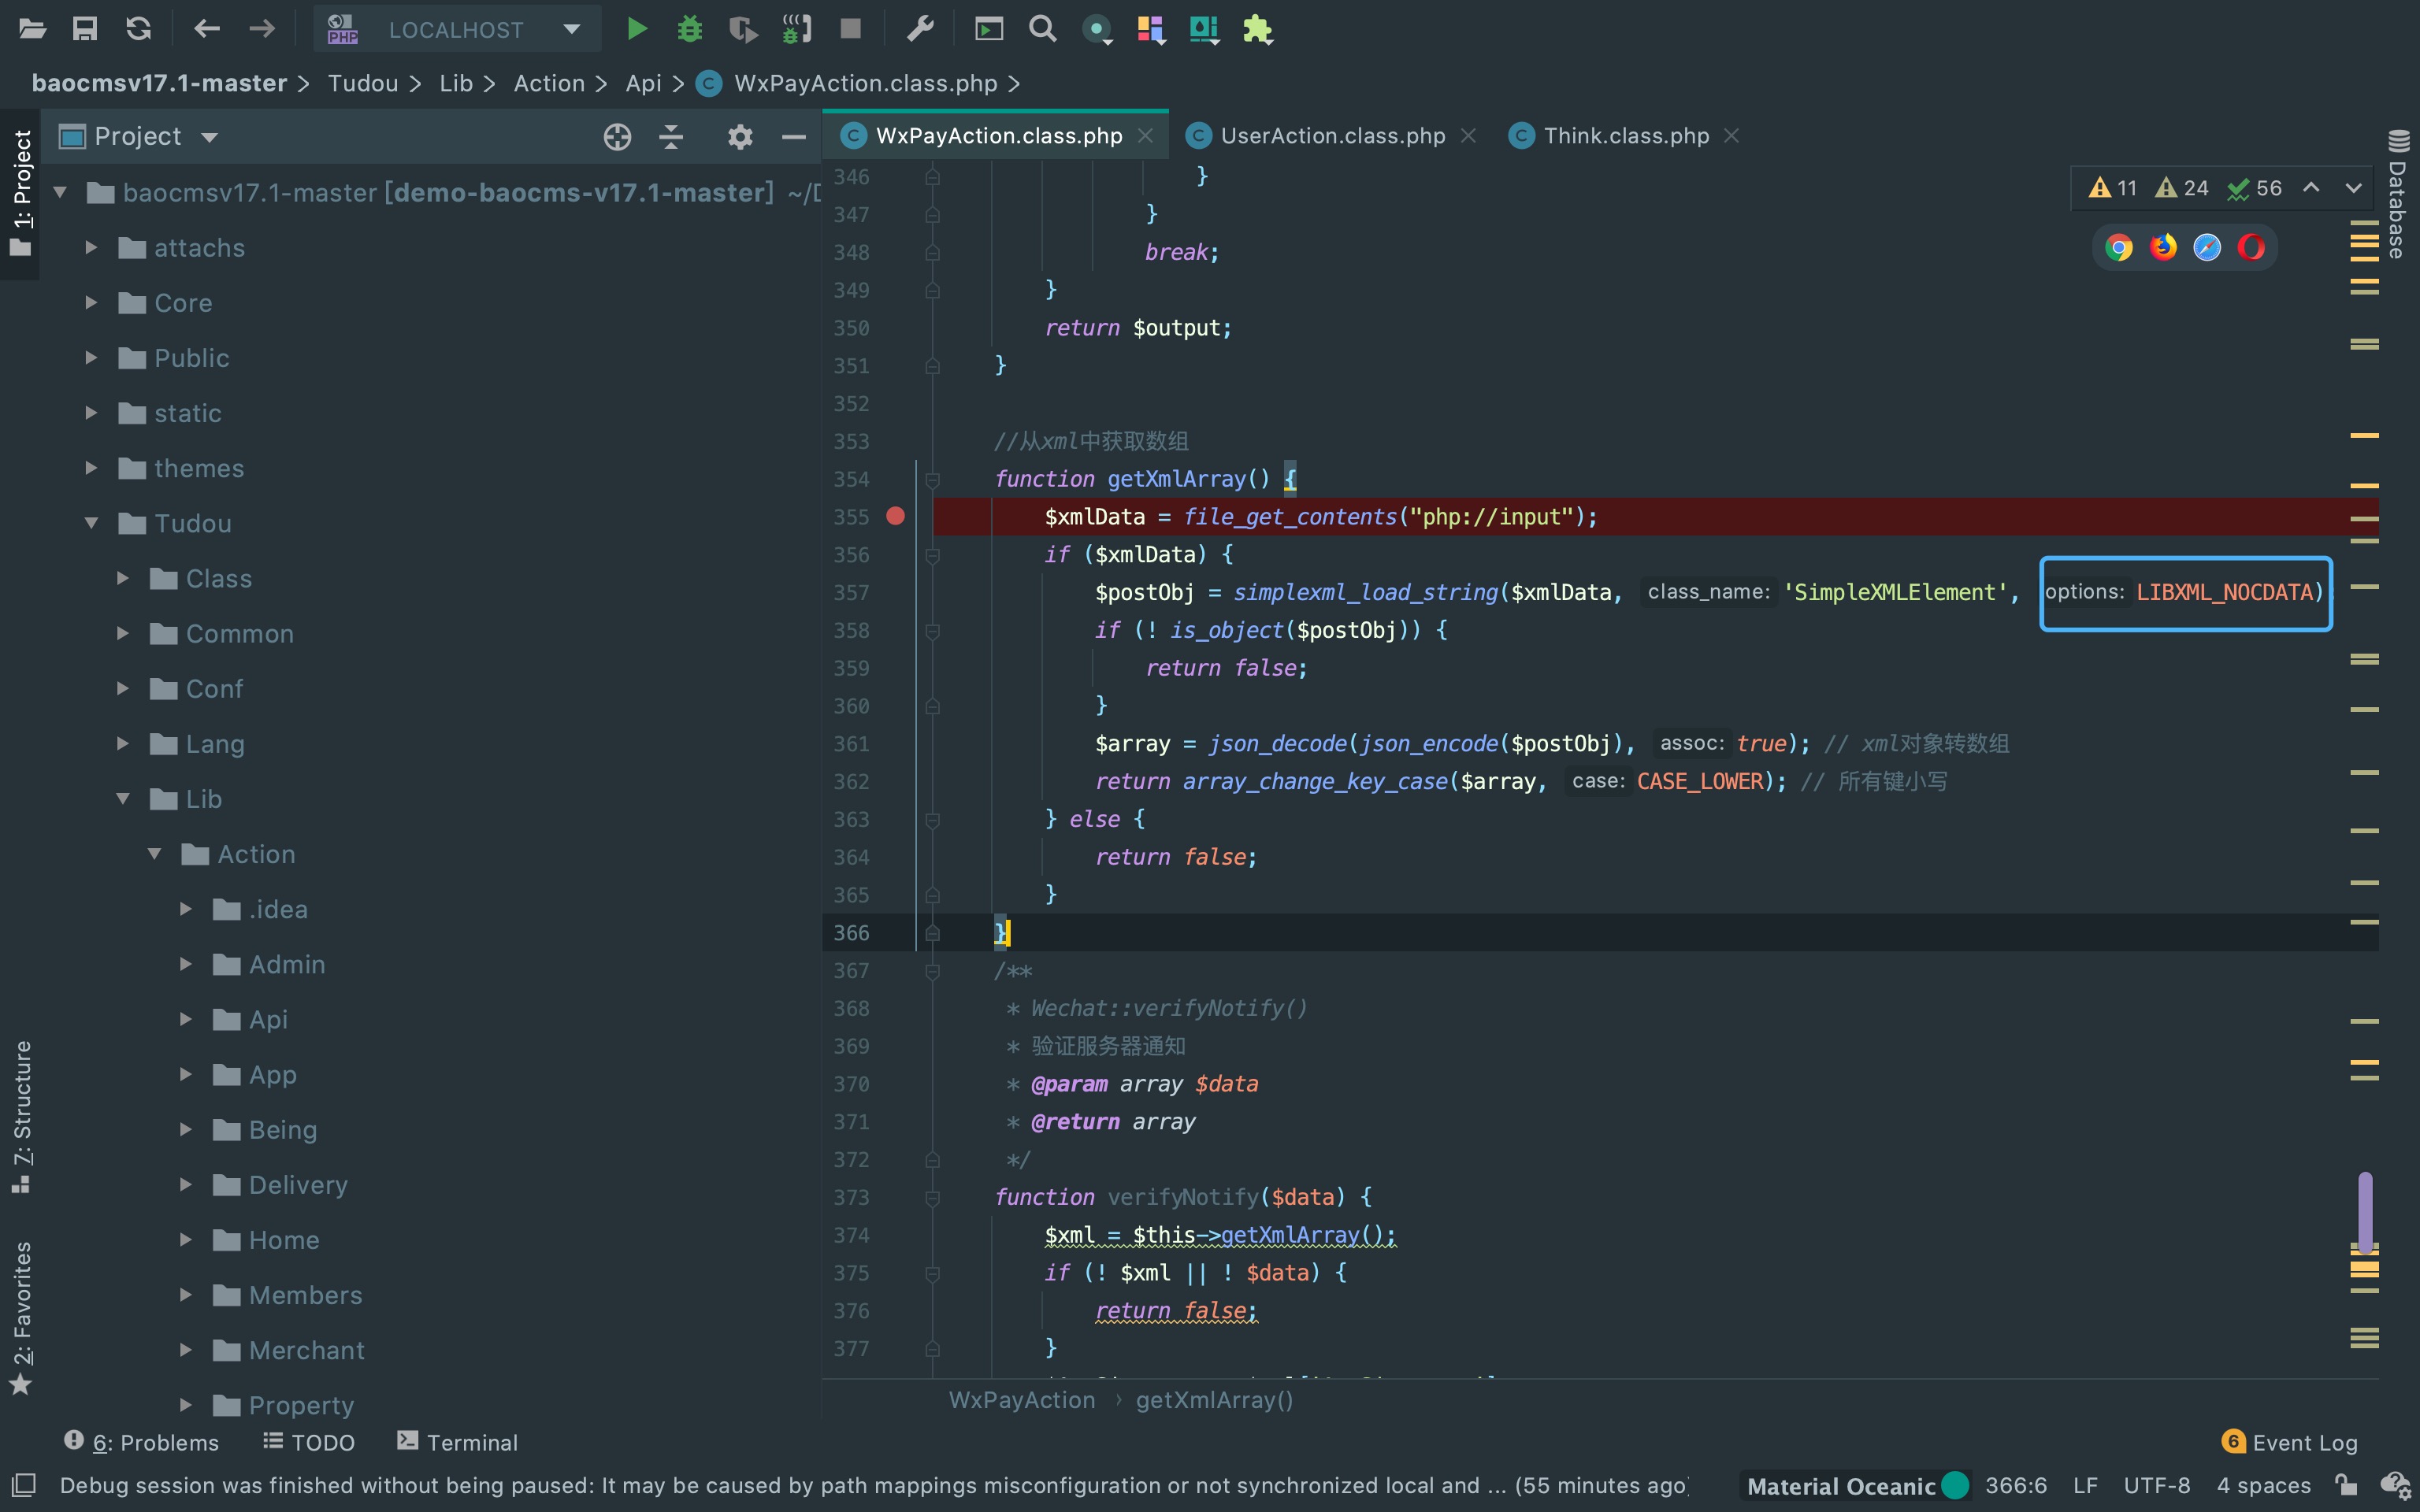 LOCALHOST
baocmsv17.1-master > Tudou > Lib > Action > Api > WxPayAction.class.php >
Project
WxPayAction.class.php
UserAction.class.php
Think.class.php
1: Project
7: Structure
2: Favorites
Database
baocmsv17.1-master [demo-baocms-v17.1-master] ~/D
attachs
Core
Public
static
themes
Tudou
Class
Common
Conf
Lang
Lib
Action
.idea
Admin
Api
App
Being
Delivery
Home
Members
Merchant
Property
11 24 56
346 }
347 }
348 break;
349 }
350 return $output;
351 }
352
353 //从xml中获取数组
354 function getXmlArray() {
355 $xmlData = file_get_contents("php://input");
356 if ($xmlData) {
357 $postObj = simplexml_load_string($xmlData, class_name: 'SimpleXMLElement', options: LIBXML_NOCDATA)
358 if (! is_object($postObj)) {
359 return false;
360 }
361 $array = json_decode(json_encode($postObj), assoc: true); // xml对象转数组
362 return array_change_key_case($array, case: CASE_LOWER); // 所有键小写
363 } else {
364 return false;
365 }
366 }
367 /**
368 * Wechat::verifyNotify()
369 * 验证服务器通知
370 * @param array $data
371 * @return array
372 */
373 function verifyNotify($data) {
374 $xml = $this->getXmlArray();
375 if (! $xml || ! $data) {
376 return false;
377 }
WxPayAction › getXmlArray()
6: Problems
TODO
Terminal
6 Event Log
Debug session was finished without being paused: It may be caused by path mappings misconfiguration or not synchronized local and ... (55 minutes ago)
Material Oceanic 366:6 LF UTF-8 4 spaces